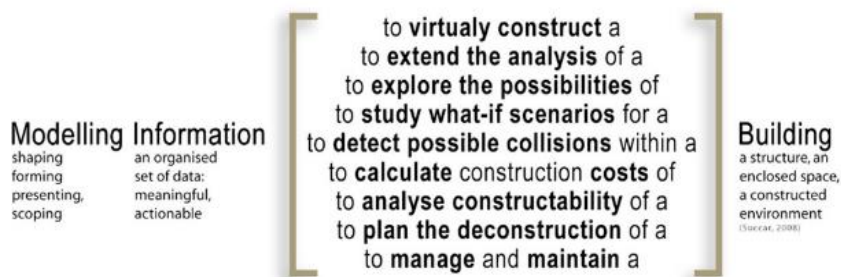 Modelling
shaping
forming
presenting,
scoping
Information
an organised
set of data:
meaningful,
actionable
to virtualy construct a
to extend the analysis of a
to explore the possibilities of
to study what-if scenarios for a
to detect possible collisions within a
to calculate construction costs of
to analyse constructability of a
to plan the deconstruction of a
to manage and maintain a
Building
a structure, an
enclosed space,
a constructed
environment
(Succar, 2008)